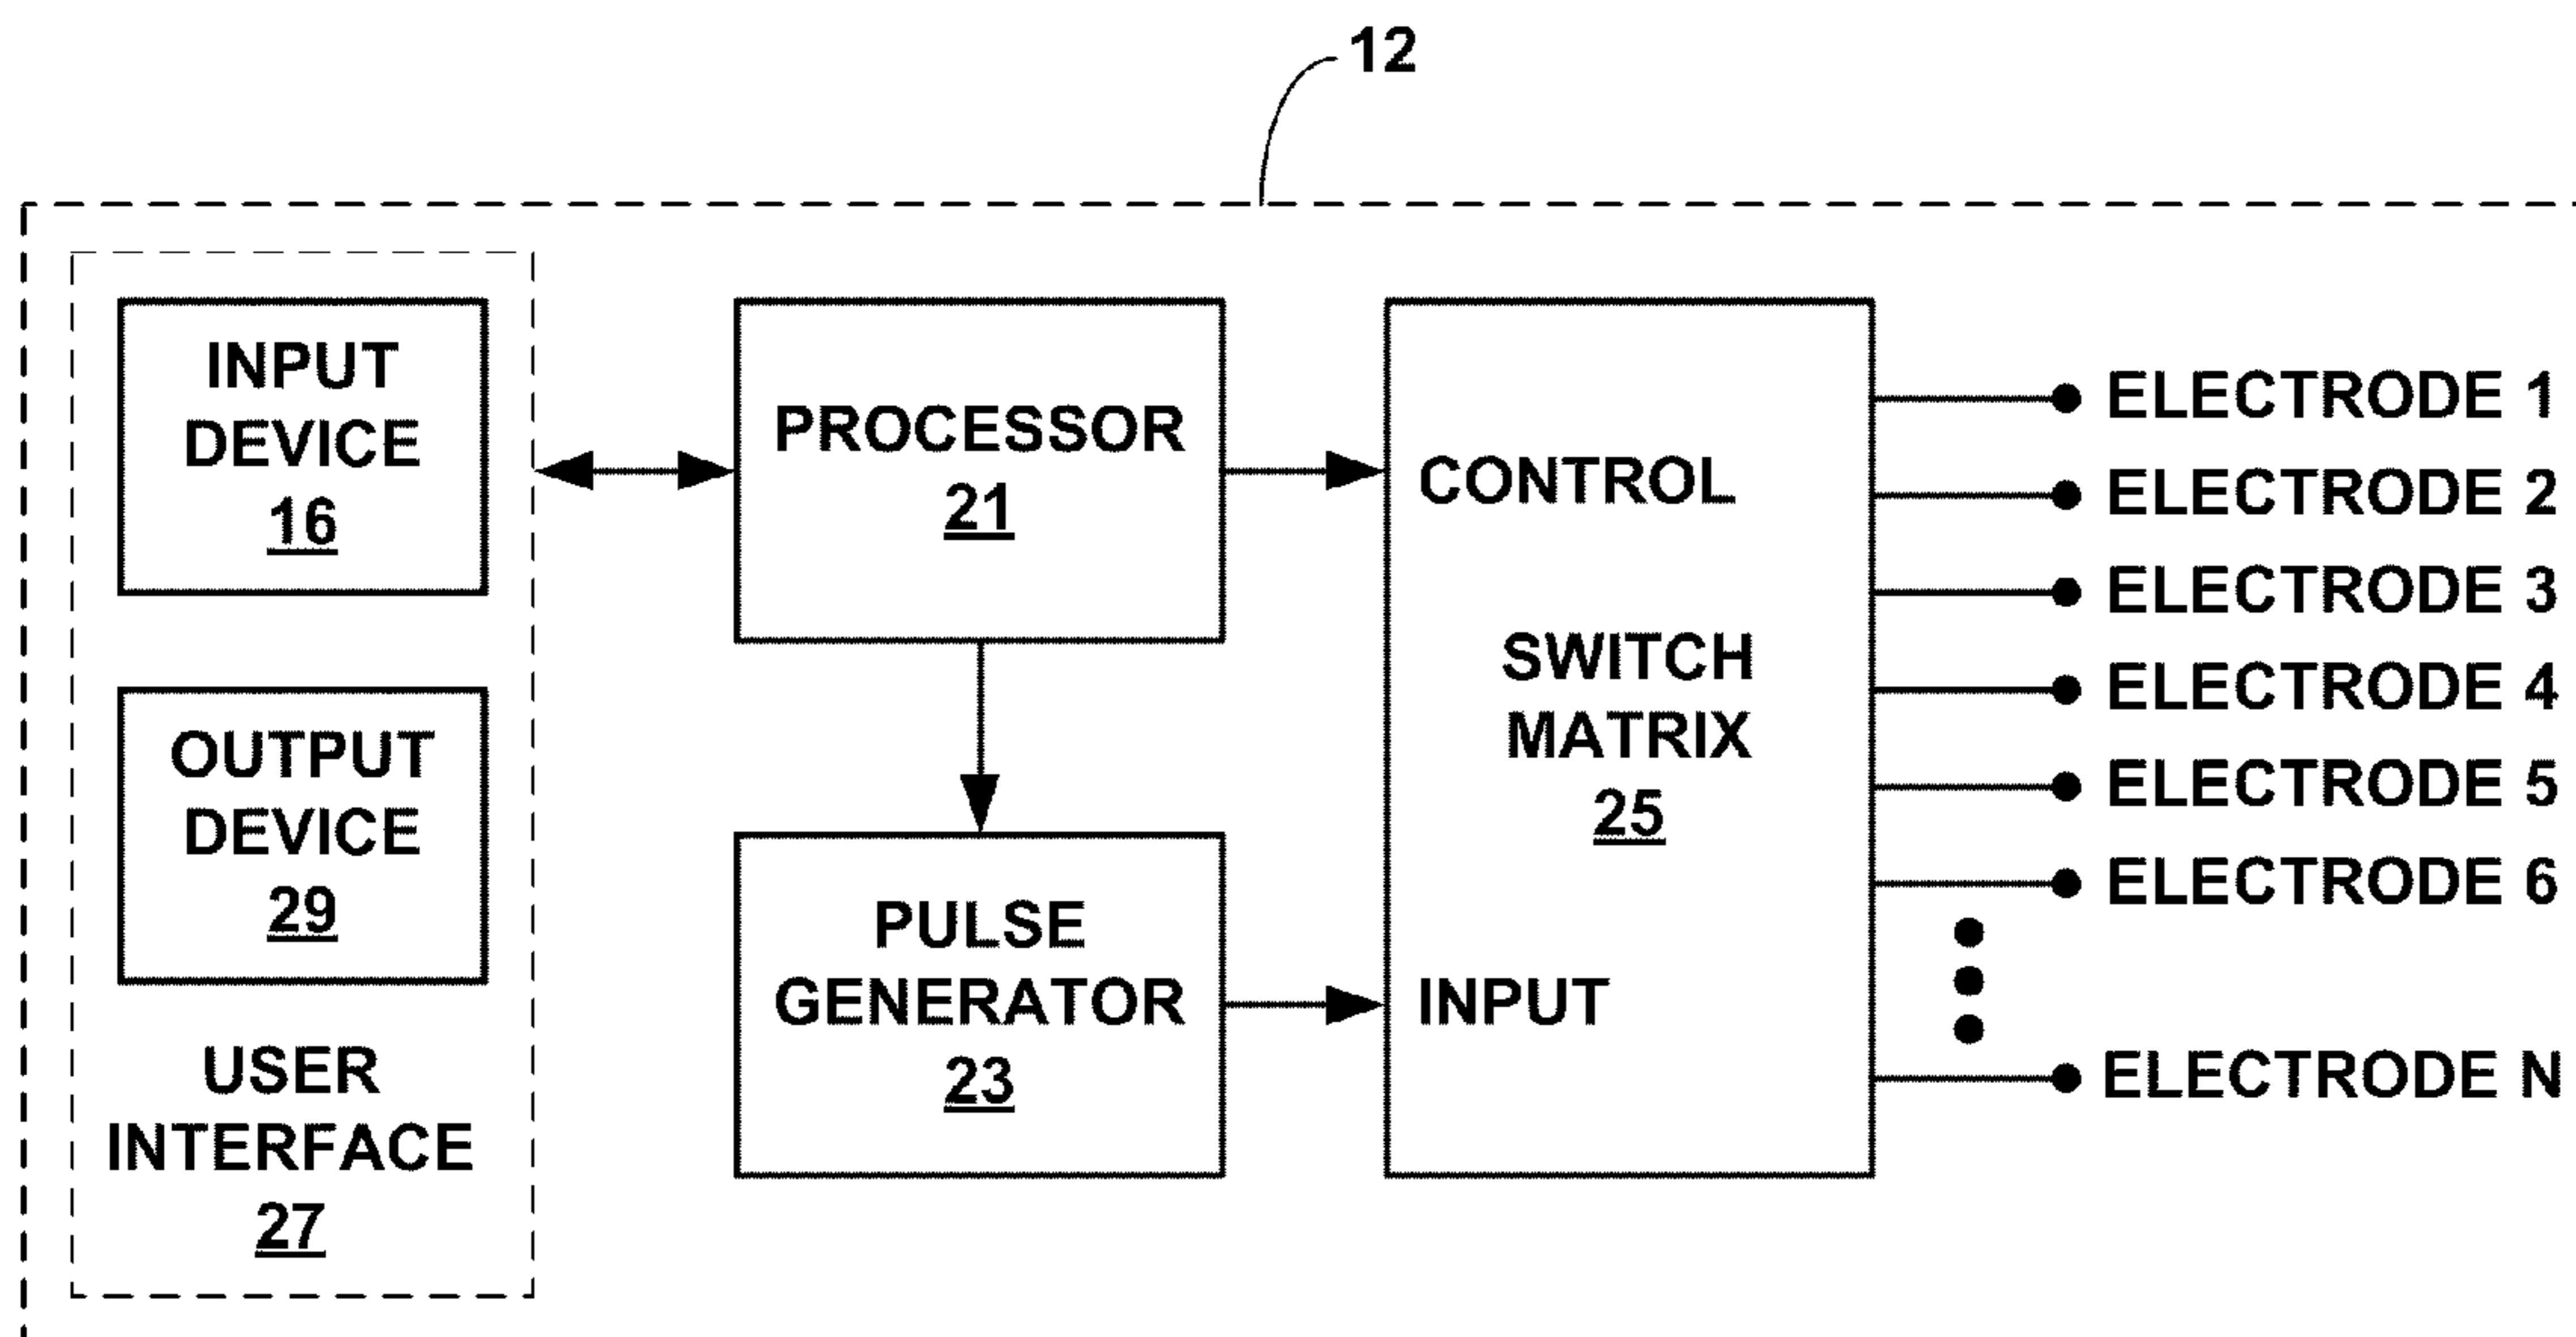 12
INPUT
DEVICE
16
OUTPUT
DEVICE
29
USER
INTERFACE
27
PROCESSOR
21
PULSE
GENERATOR
23
CONTROL
SWITCH
MATRIX
25
INPUT
ELECTRODE 1
ELECTRODE 2
ELECTRODE 3
ELECTRODE 4
ELECTRODE 5
ELECTRODE 6
ELECTRODE N